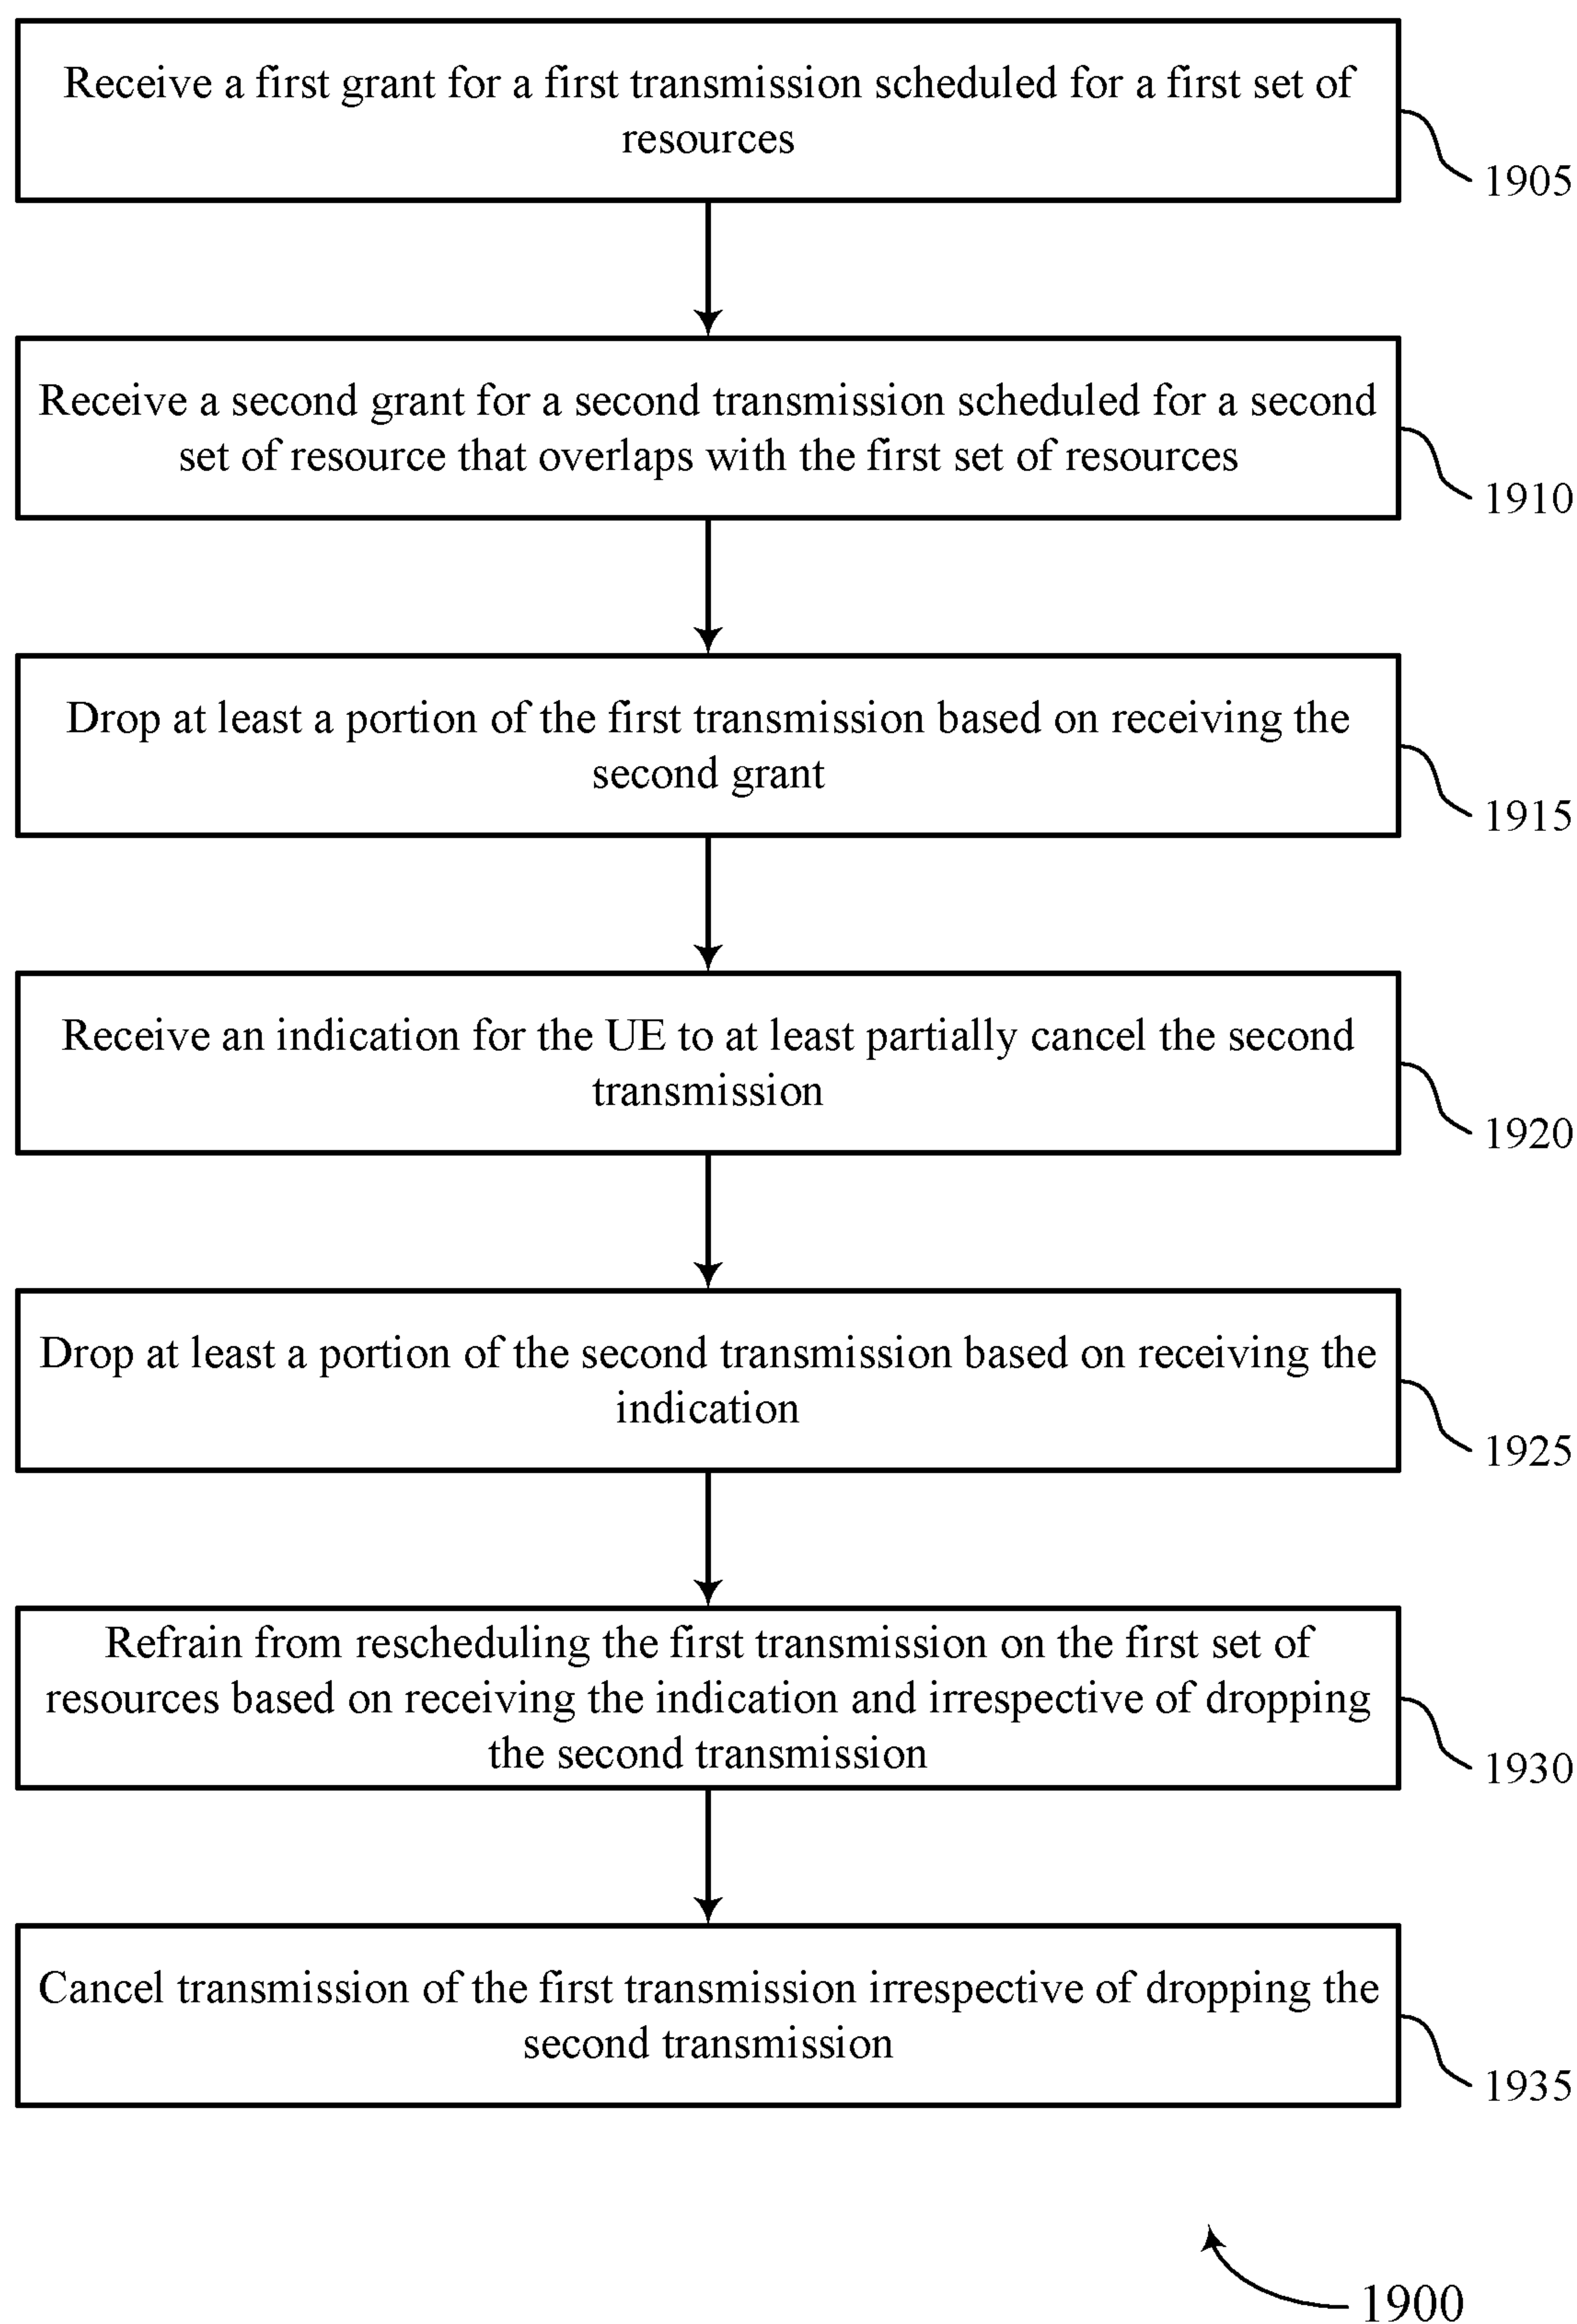 Receive a first grant for a first transmission scheduled for a first set of
resources
1905
Receive a second grant for a second transmission scheduled for a second
set of resource that overlaps with the first set of resources
1910
Drop at least a portion of the first transmission based on receiving the
second grant
1915
Receive an indication for the UE to at least partially cancel the second
transmission
1920
Drop at least a portion of the second transmission based on receiving the
indication
1925
Refrain from rescheduling the first transmission on the first set of
resources based on receiving the indication and irrespective of dropping
the second transmission
1930
Cancel transmission of the first transmission irrespective of dropping the
second transmission
1935
1900